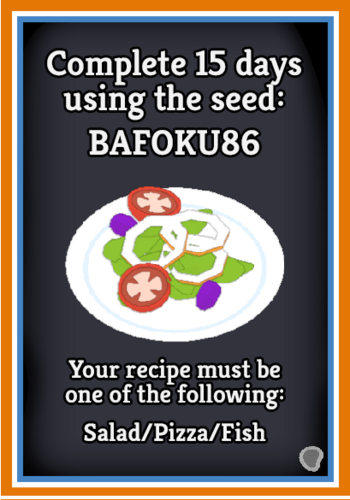 Complete 15 days
using the seed:
BAFOKU86
Your recipe must be
one of the following:
Salad/Pizza/Fish